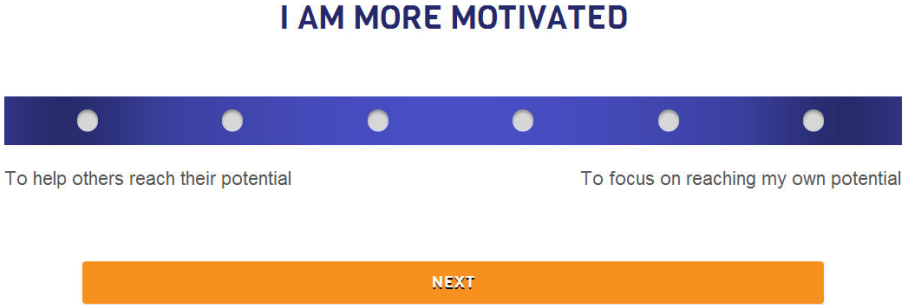 I AM MORE MOTIVATED
To help others reach their potential
To focus on reaching my own potential
NEXT